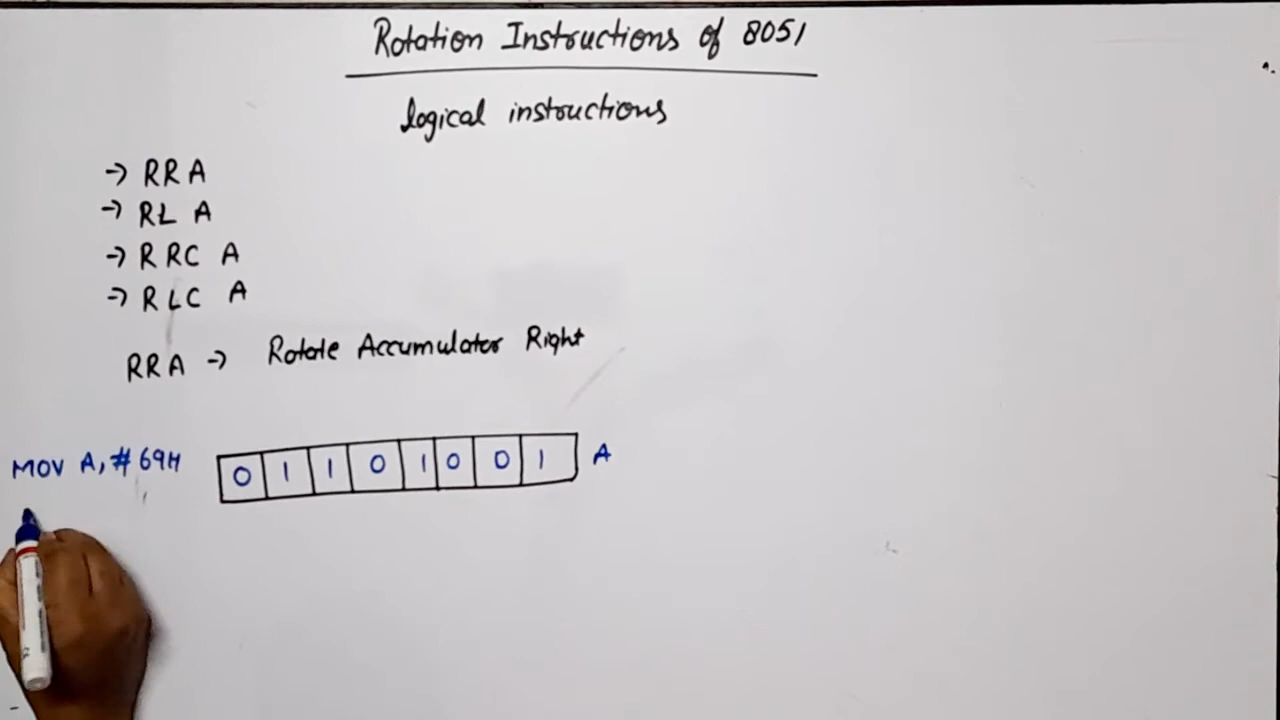 Rotation Instructions of 8051
logical instructions
→ RRA
→ RL A
→ RRC A
→ RLC A
RRA → Rotate Accumulator Right
MOV A, #69H 0 1 1 0 1 0 0 1 A